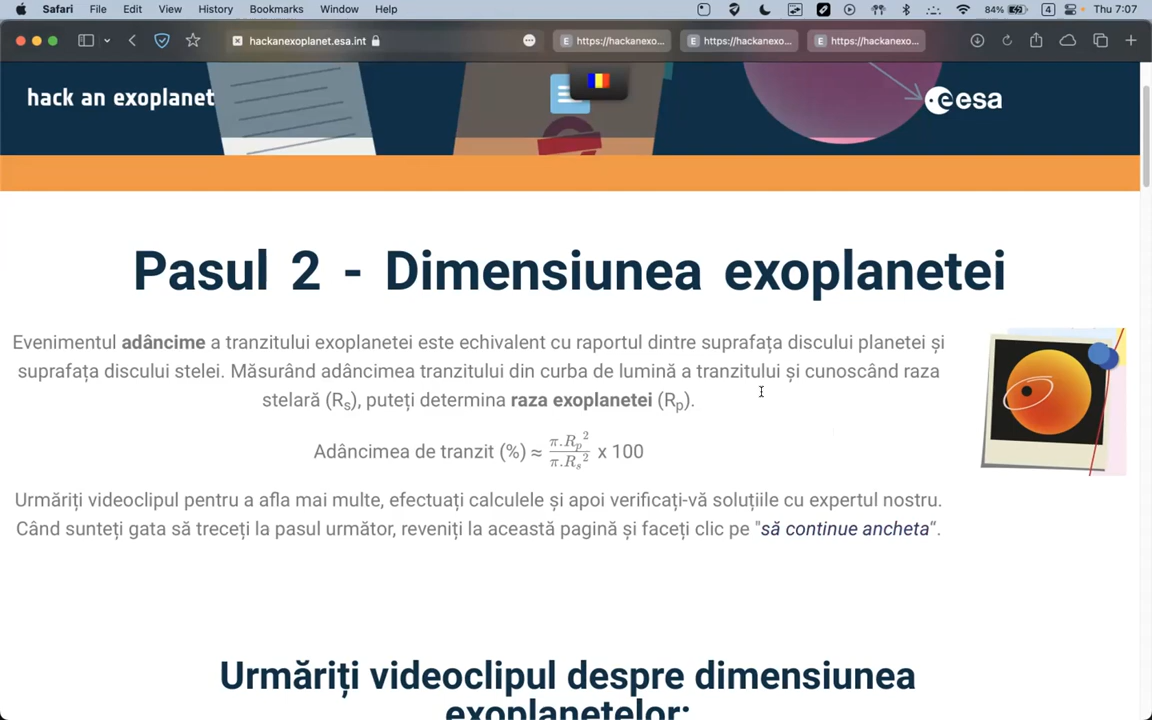 Safari File Edit View History Bookmarks Window Help 84% 4 Thu 7:07
hackanexoplanet.esa.int E https://hackanexo... E https://hackanexo... E https://hackanexo...
hack an exoplanet
esa
Pasul 2 - Dimensiunea exoplanetei
Evenimentul adâncime a tranzitului exoplanetei este echivalent cu raportul dintre suprafața discului planetei și
suprafața discului stelei. Măsurând adâncimea tranzitului din curba de lumină a tranzitului și cunoscând raza
stelară (Rs), puteți determina raza exoplanetei (Rp).
Adâncimea de tranzit (%) ≈ π.Rp² / π.Rs² x 100
Urmăriți videoclipul pentru a afla mai multe, efectuați calculele și apoi verificați-vă soluțiile cu expertul nostru.
Când sunteți gata să treceți la pasul următor, reveniți la această pagină și faceți clic pe "să continue ancheta“.
Urmăriți videoclipul despre dimensiunea
exoplanetelor: